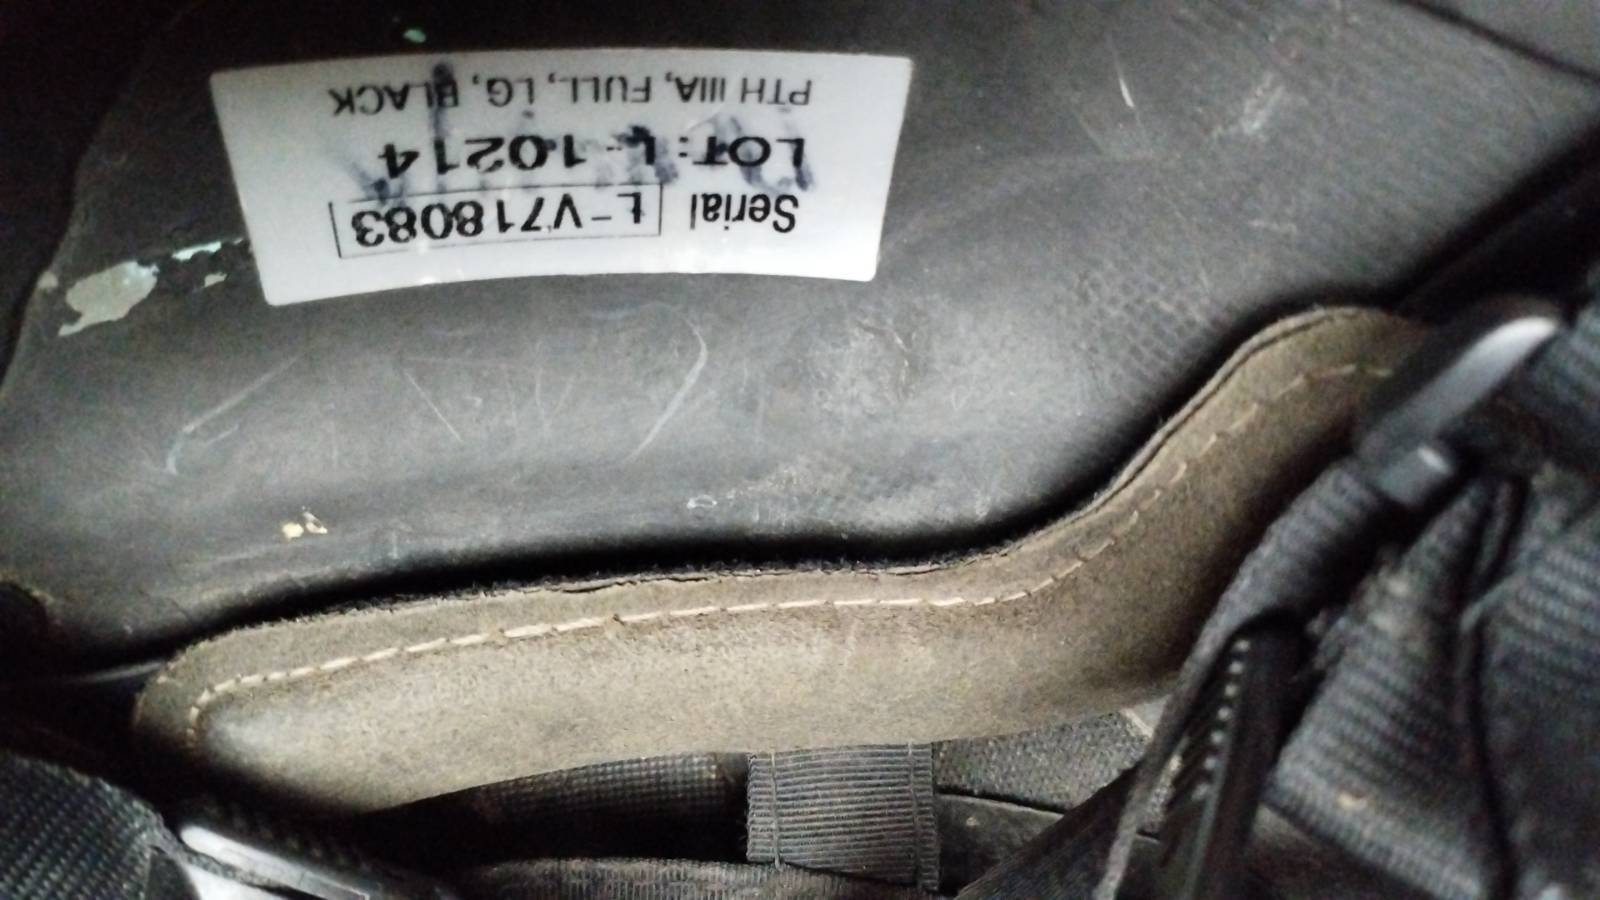 Serial L-V718083
LOT: L-10214
PTH IIIA, FULL, LG, BLACK